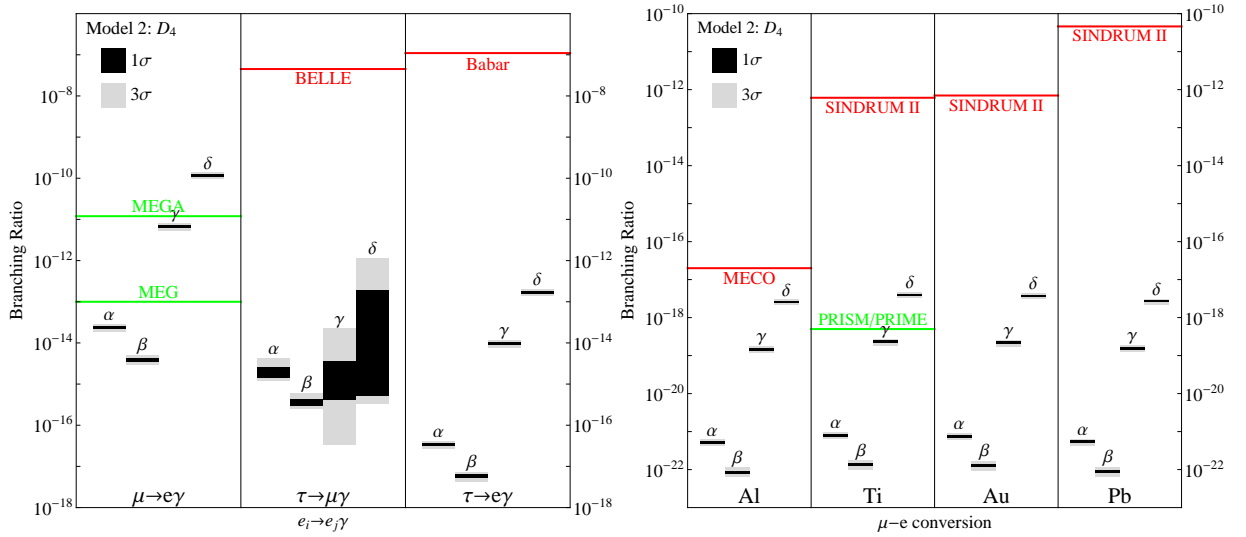 Model 2: D₄
1σ
3σ
Branching Ratio
10⁻⁸
10⁻¹⁰
10⁻¹²
10⁻¹⁴
10⁻¹⁶
10⁻¹⁸
MEGA
MEG
α
β
γ
δ
μ→eγ
BELLE
α
β
γ
δ
τ→μγ
Babar
α
β
γ
δ
τ→eγ
10⁻⁸
10⁻¹⁰
10⁻¹²
10⁻¹⁴
10⁻¹⁶
10⁻¹⁸
eᵢ→eⱼγ
Model 2: D₄
1σ
3σ
Branching Ratio
10⁻¹⁰
10⁻¹²
10⁻¹⁴
10⁻¹⁶
10⁻¹⁸
10⁻²⁰
10⁻²²
MECO
α
β
γ
δ
Al
SINDRUM II
PRISM/PRIME
α
β
γ
δ
Ti
SINDRUM II
α
β
γ
δ
Au
SINDRUM II
α
β
γ
δ
Pb
10⁻¹⁰
10⁻¹²
10⁻¹⁴
10⁻¹⁶
10⁻¹⁸
10⁻²⁰
10⁻²²
μ−e conversion